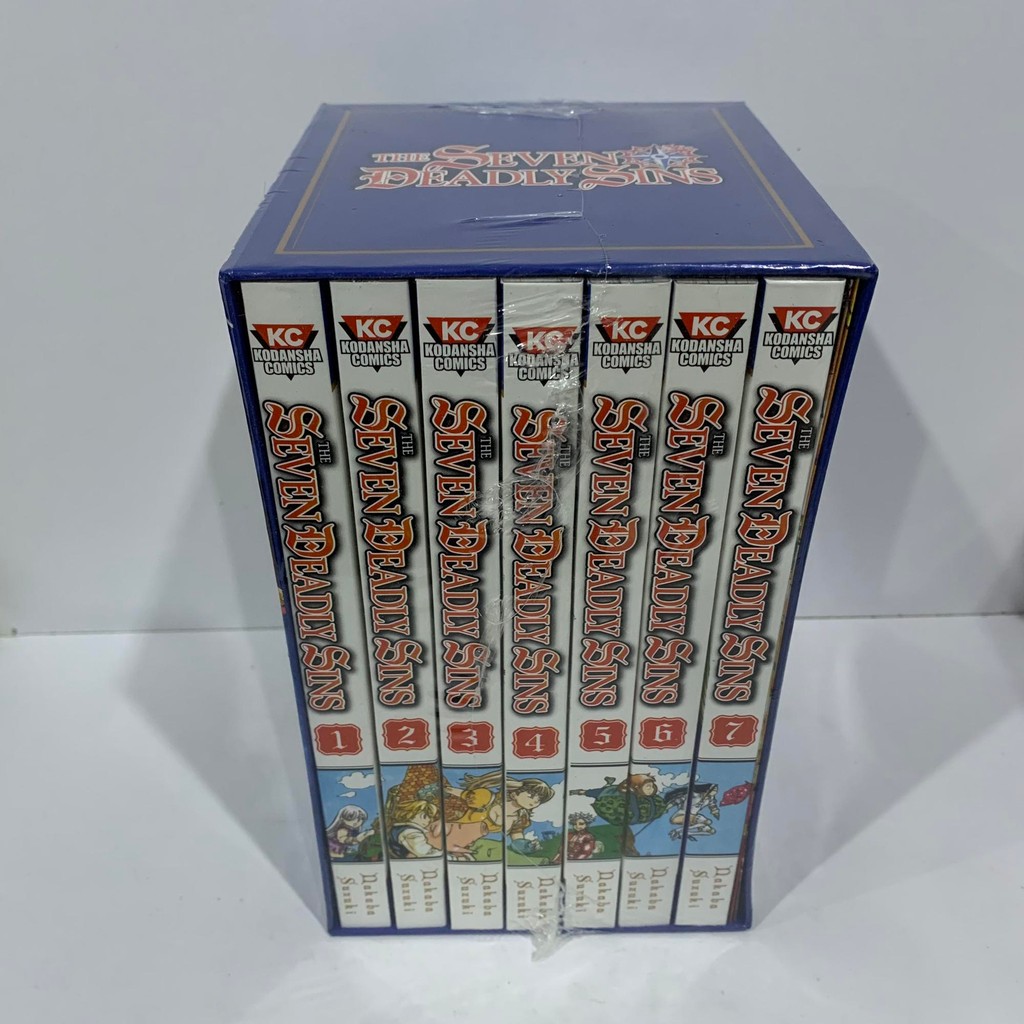 THE SEVEN
DEADLY SINS
KC
KODANSHA
COMICS
THE
SEVEN DEADLY SINS
1
Nakaba
Suzuki
KC
KODANSHA
COMICS
THE
SEVEN DEADLY SINS
2
Nakaba
Suzuki
KC
KODANSHA
COMICS
THE
SEVEN DEADLY SINS
3
Nakaba
Suzuki
KC
KODANSHA
COMICS
THE
SEVEN DEADLY SINS
4
Nakaba
Suzuki
KC
KODANSHA
COMICS
THE
SEVEN DEADLY SINS
5
Nakaba
Suzuki
KC
KODANSHA
COMICS
THE
SEVEN DEADLY SINS
6
Nakaba
Suzuki
KC
KODANSHA
COMICS
THE
SEVEN DEADLY SINS
7
Nakaba
Suzuki